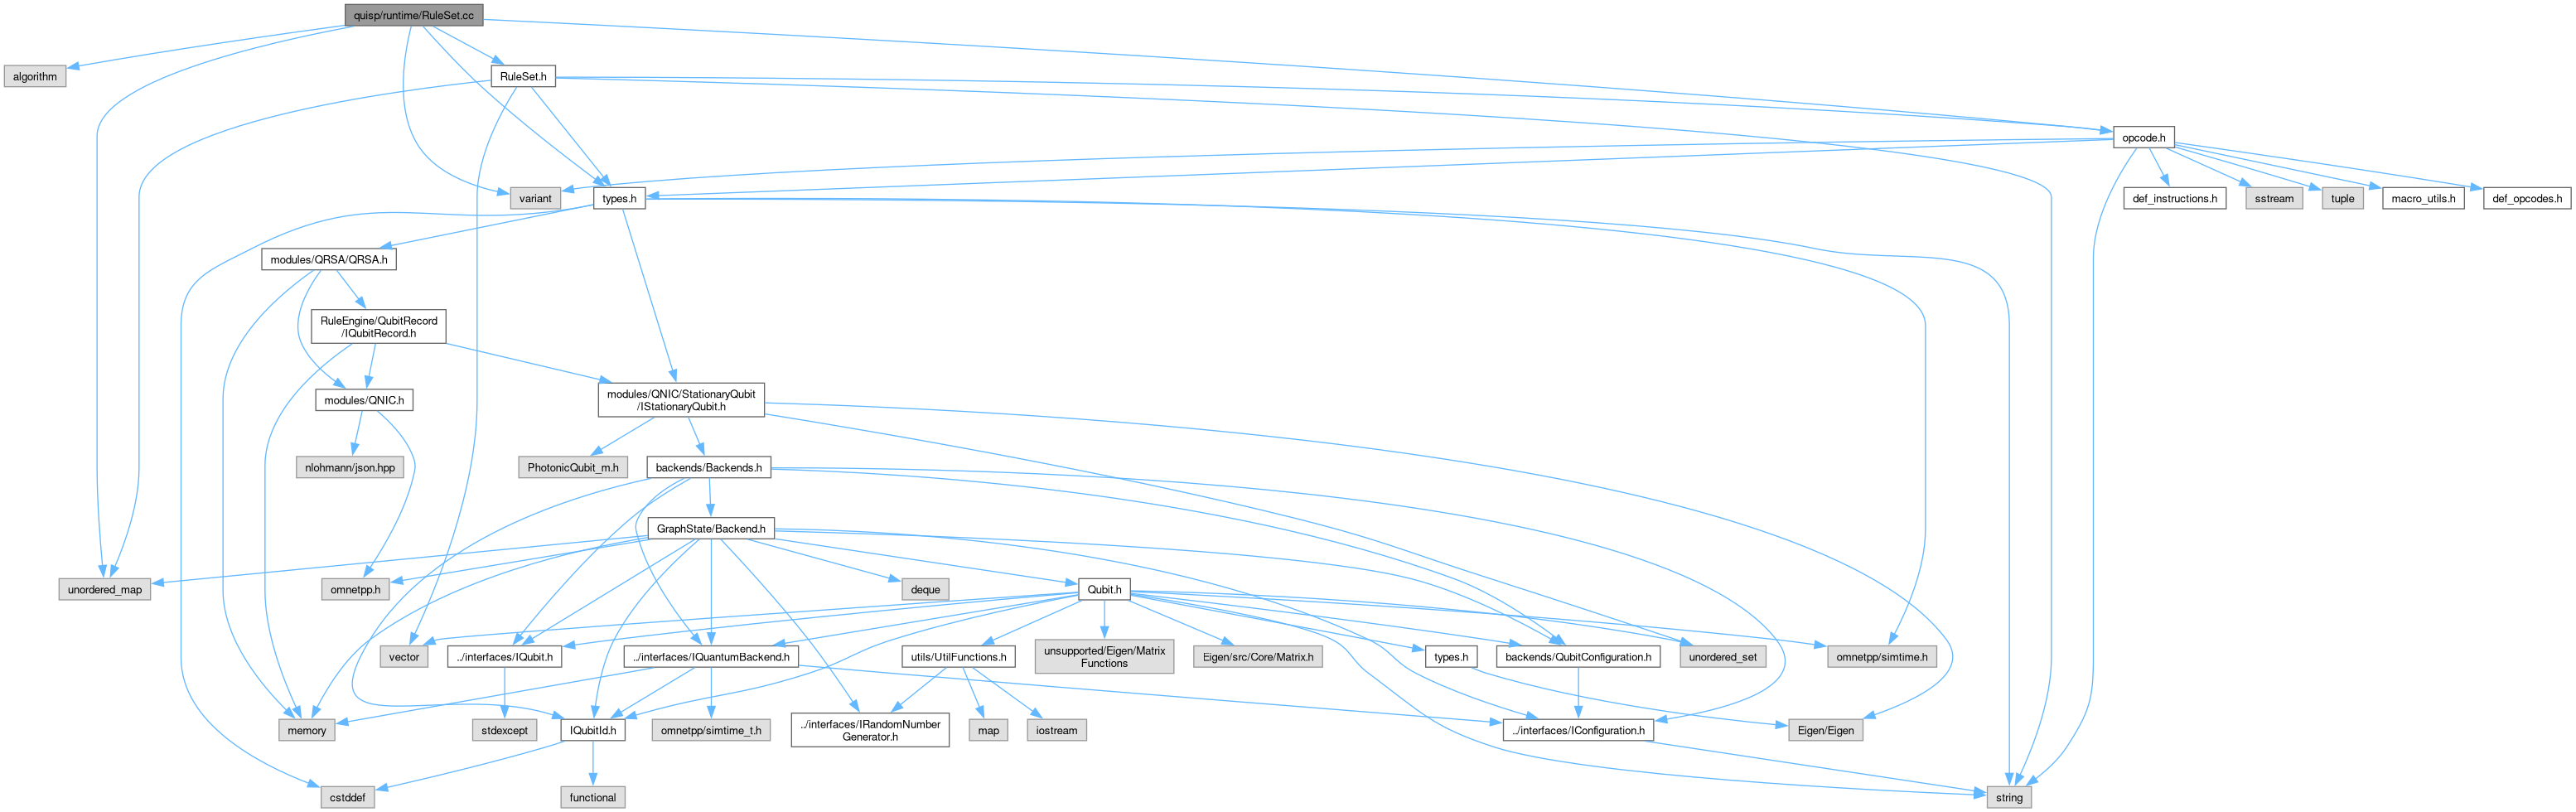 quisp/runtime/RuleSet.cc
algorithm
RuleSet.h
opcode.h
variant
types.h
def_instructions.h
sstream
tuple
macro_utils.h
def_opcodes.h
modules/QRSA/QRSA.h
RuleEngine/QubitRecord
/IQubitRecord.h
modules/QNIC.h
modules/QNIC/StationaryQubit
/IStationaryQubit.h
nlohmann/json.hpp
PhotonicQubit_m.h
backends/Backends.h
GraphState/Backend.h
unordered_map
omnetpp.h
deque
Qubit.h
vector
../interfaces/IQubit.h
../interfaces/IQuantumBackend.h
utils/UtilFunctions.h
unsupported/Eigen/Matrix
Functions
Eigen/src/Core/Matrix.h
types.h
backends/QubitConfiguration.h
unordered_set
omnetpp/simtime.h
memory
stdexcept
IQubitId.h
omnetpp/simtime_t.h
../interfaces/IRandomNumber
Generator.h
map
iostream
../interfaces/IConfiguration.h
Eigen/Eigen
cstddef
functional
string